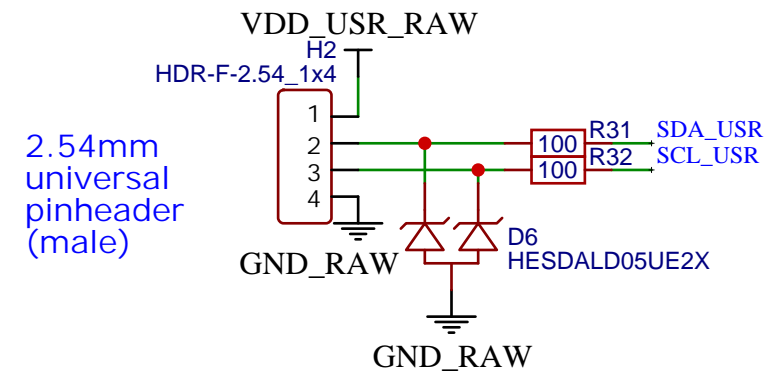 VDD_USR_RAW
H2
HDR-F-2.54_1x4
1
2
3
4
2.54mm
universal
pinheader
(male)
100
R31
SDA_USR
100
R32
SCL_USR
GND_RAW
D6
HESDALD05UE2X
GND_RAW